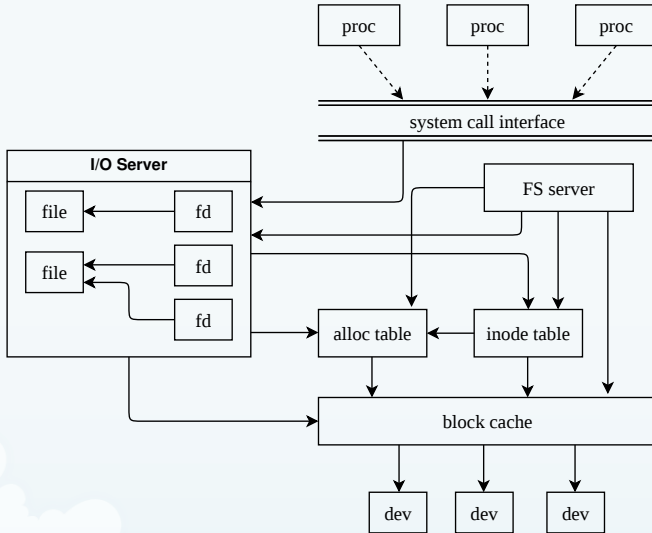 proc
proc
proc
system call interface
I/O Server
FS server
file
fd
file
fd
fd
alloc table
inode table
block cache
dev
dev
dev